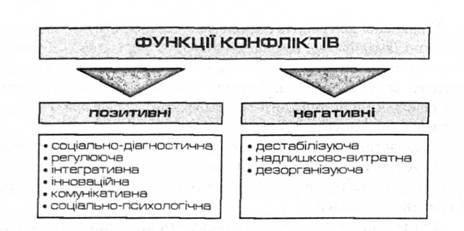 ФУНКЦІЇ КОНФЛІКТІВ
ПОЗИТИВНІ
НЕГАТИВНІ
• соціально-діагностична
• регулююча
• інтегративна
• інноваційна
• комунікативна
• соціально-психологічна
• дестабілізуюча
• надлишково-витратна
• дезорганізуюча